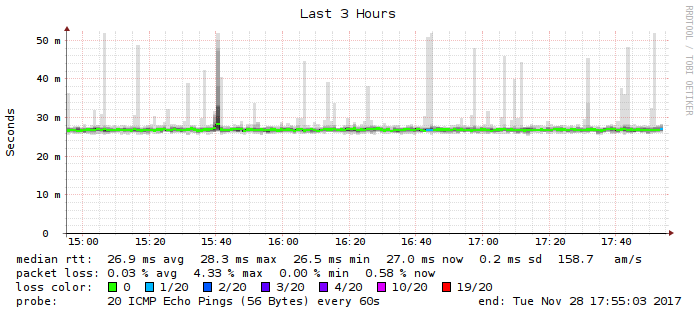 Last 3 Hours
RRDTOOL / TOBI OETIKER
Seconds
50 m
40 m
30 m
20 m
10 m
0
15:00 15:20 15:40 16:00 16:20 16:40 17:00 17:20 17:40
median rtt: 26.9 ms avg 28.3 ms max 26.5 ms min 27.0 ms now 0.2 ms sd 158.7 am/s
packet loss: 0.03 % avg 4.33 % max 0.00 % min 0.58 % now
loss color: 0 1/20 2/20 3/20 4/20 10/20 19/20
probe: 20 ICMP Echo Pings (56 Bytes) every 60s end: Tue Nov 28 17:55:03 2017